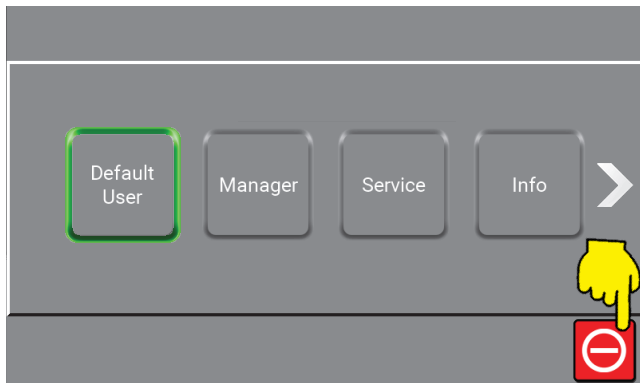 Default
User
Manager
Service
Info